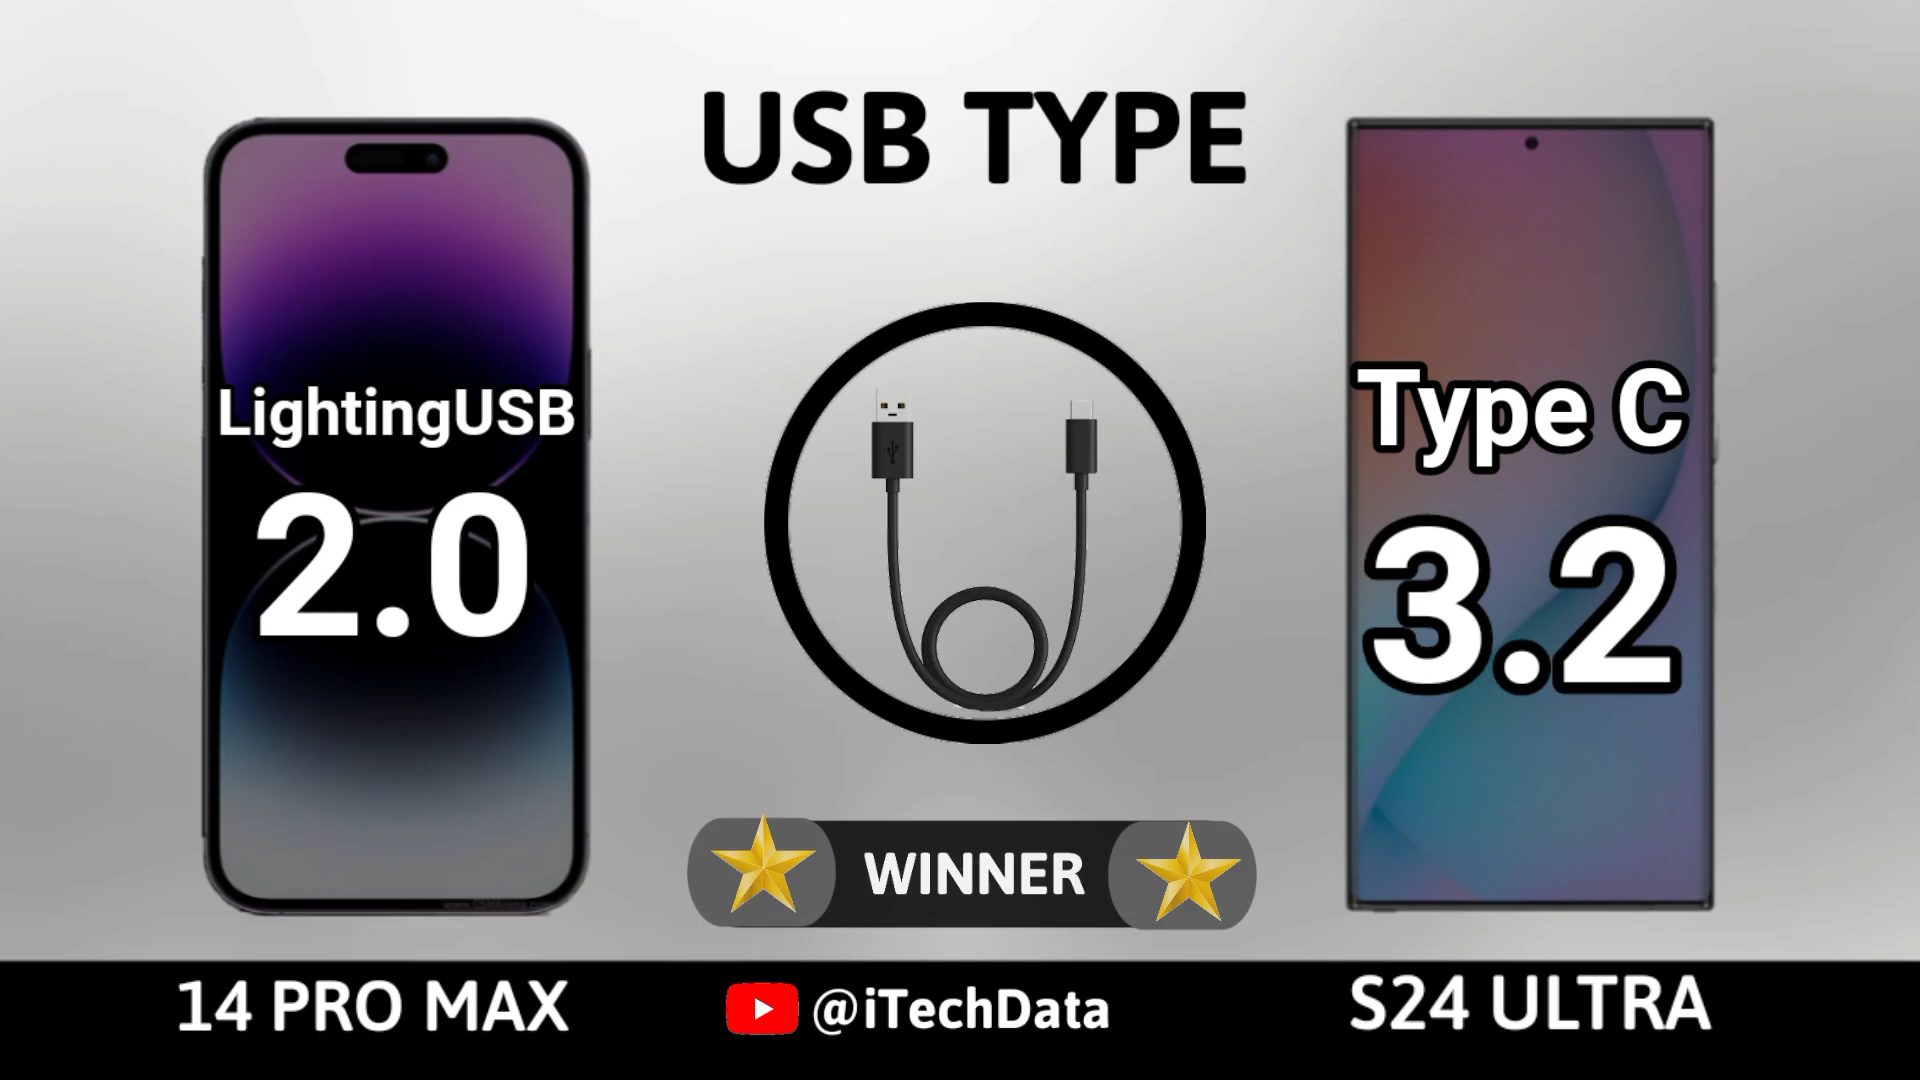 USB TYPE
LightingUSB
2.0
Type C
3.2
WINNER
14 PRO MAX
@iTechData
S24 ULTRA